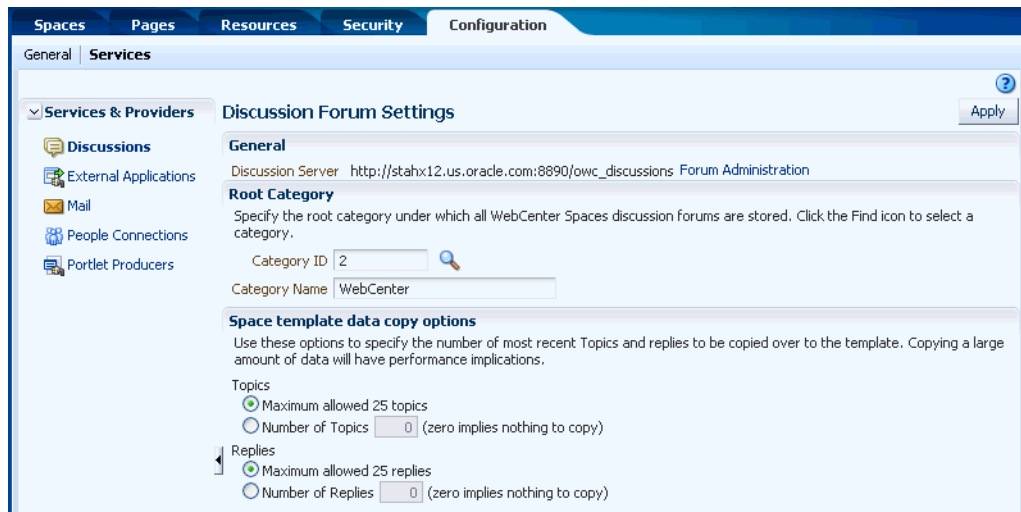 Spaces Pages Resources Security Configuration
General Services
Services & Providers
Discussions
External Applications
Mail
People Connections
Portlet Producers
Discussion Forum Settings
Apply
General
Discussion Server http://stahx12.us.oracle.com:8890/owc_discussions Forum Administration
Root Category
Specify the root category under which all WebCenter Spaces discussion forums are stored. Click the Find icon to select a
category.
Category ID 2
Category Name WebCenter
Space template data copy options
Use these options to specify the number of most recent Topics and replies to be copied over to the template. Copying a large
amount of data will have performance implications.
Topics
Maximum allowed 25 topics
Number of Topics 0 (zero implies nothing to copy)
Replies
Maximum allowed 25 replies
Number of Replies 0 (zero implies nothing to copy)